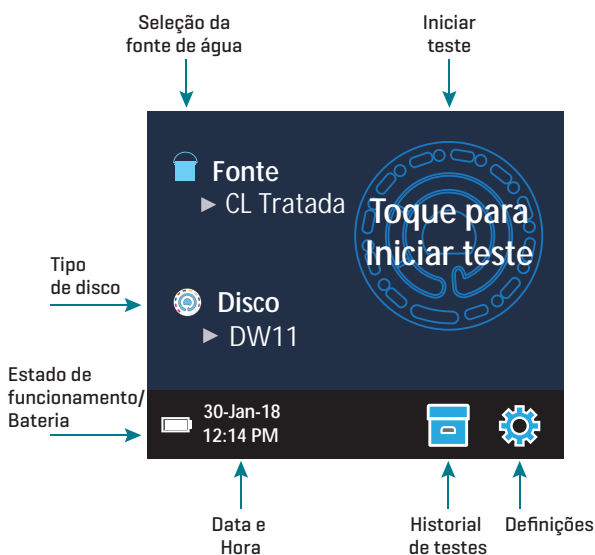 Seleção da
fonte de água
Iniciar
teste
Fonte
► CL Tratada
Toque para
Iniciar teste
Tipo
de disco
Disco
► DW11
Estado de
funcionamento/
Bateria
30-Jan-18
12:14 PM
Data e
Hora
Historial
de testes
Definições